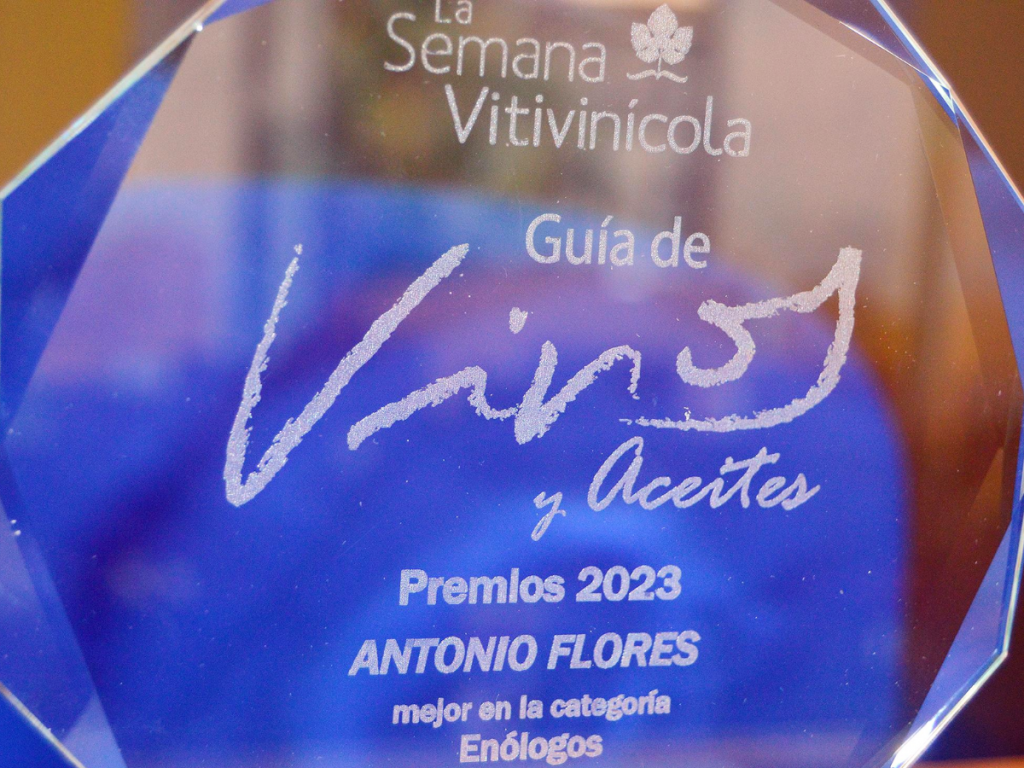 La
Semana
Vitivinícola
Guía de
Vinos
y Aceites
Premios 2023
ANTONIO FLORES
mejor en la categoría
Enólogos